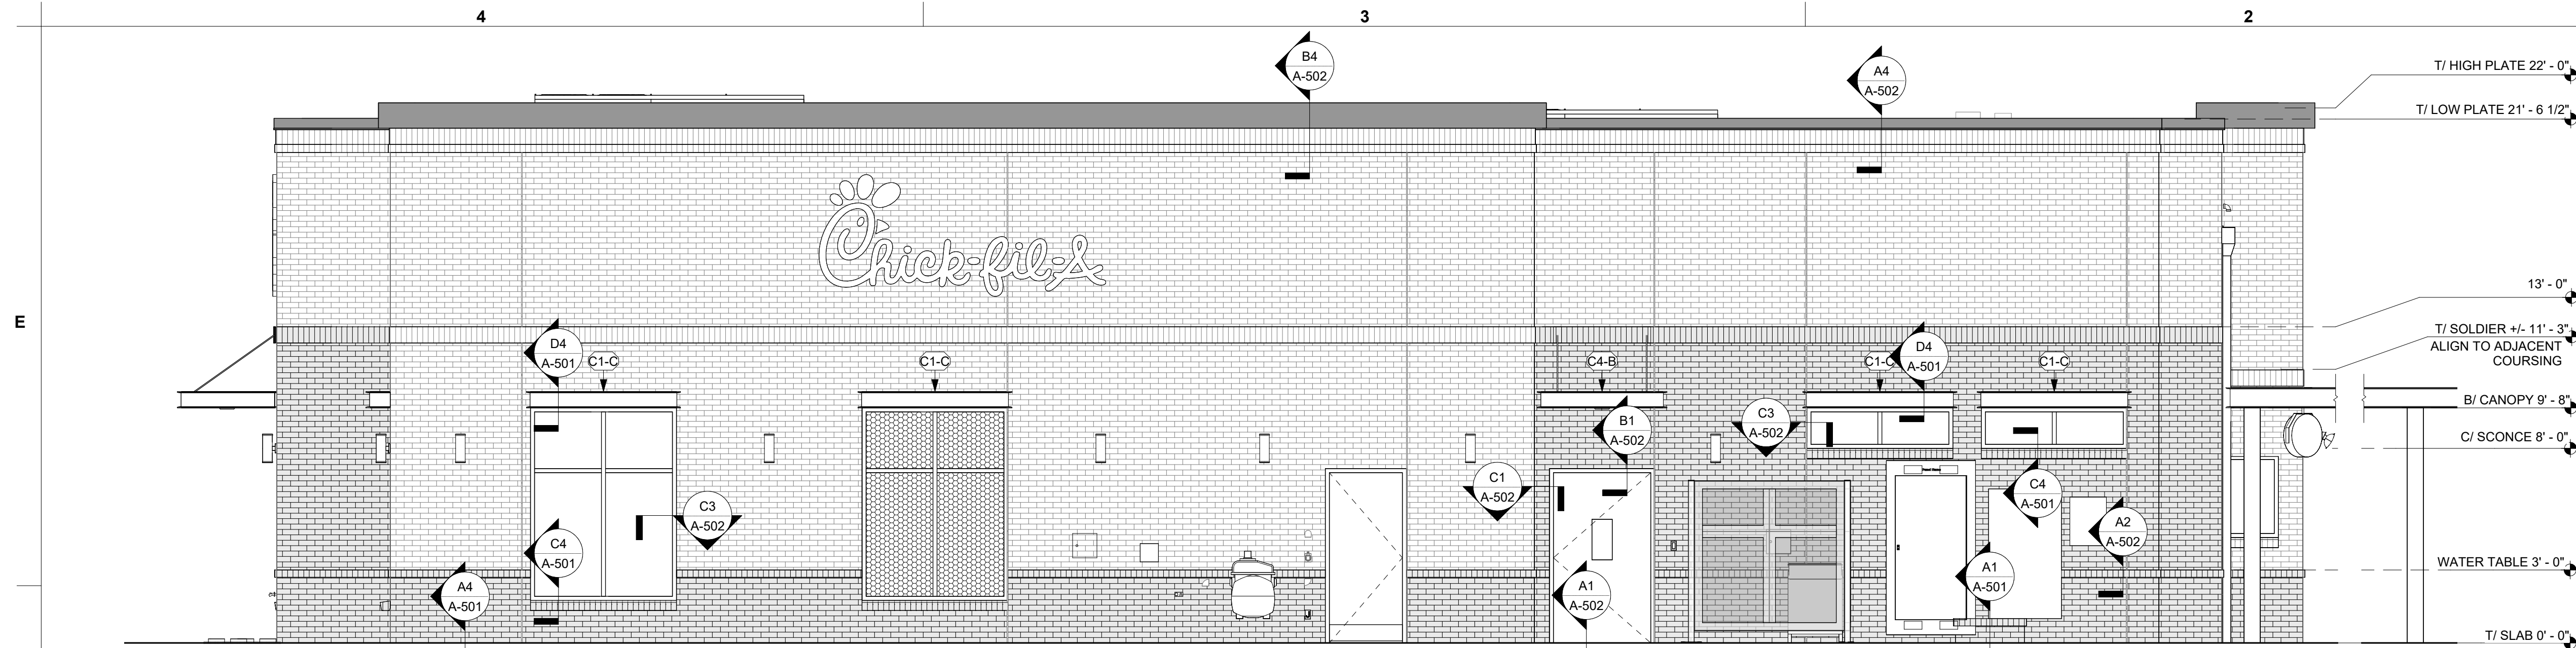 4
3
2
B4
A-502
A4
A-502
T/ HIGH PLATE 22' - 0"
T/ LOW PLATE 21' - 6 1/2"
Chick-fil-A
13' - 0"
E
T/ SOLDIER +/- 11' - 3"
ALIGN TO ADJACENT
COURSING
D4
A-501
C1-C
C1-C
C4-B
C1-C
D4
A-501
C1-C
B/ CANOPY 9' - 8"
C3
A-502
B1
A-502
C/ SCONCE 8' - 0"
C1
A-502
C4
A-501
C3
A-502
A2
A-502
C4
A-501
WATER TABLE 3' - 0"
A1
A-501
A4
A-501
A1
A-502
T/ SLAB 0' - 0"